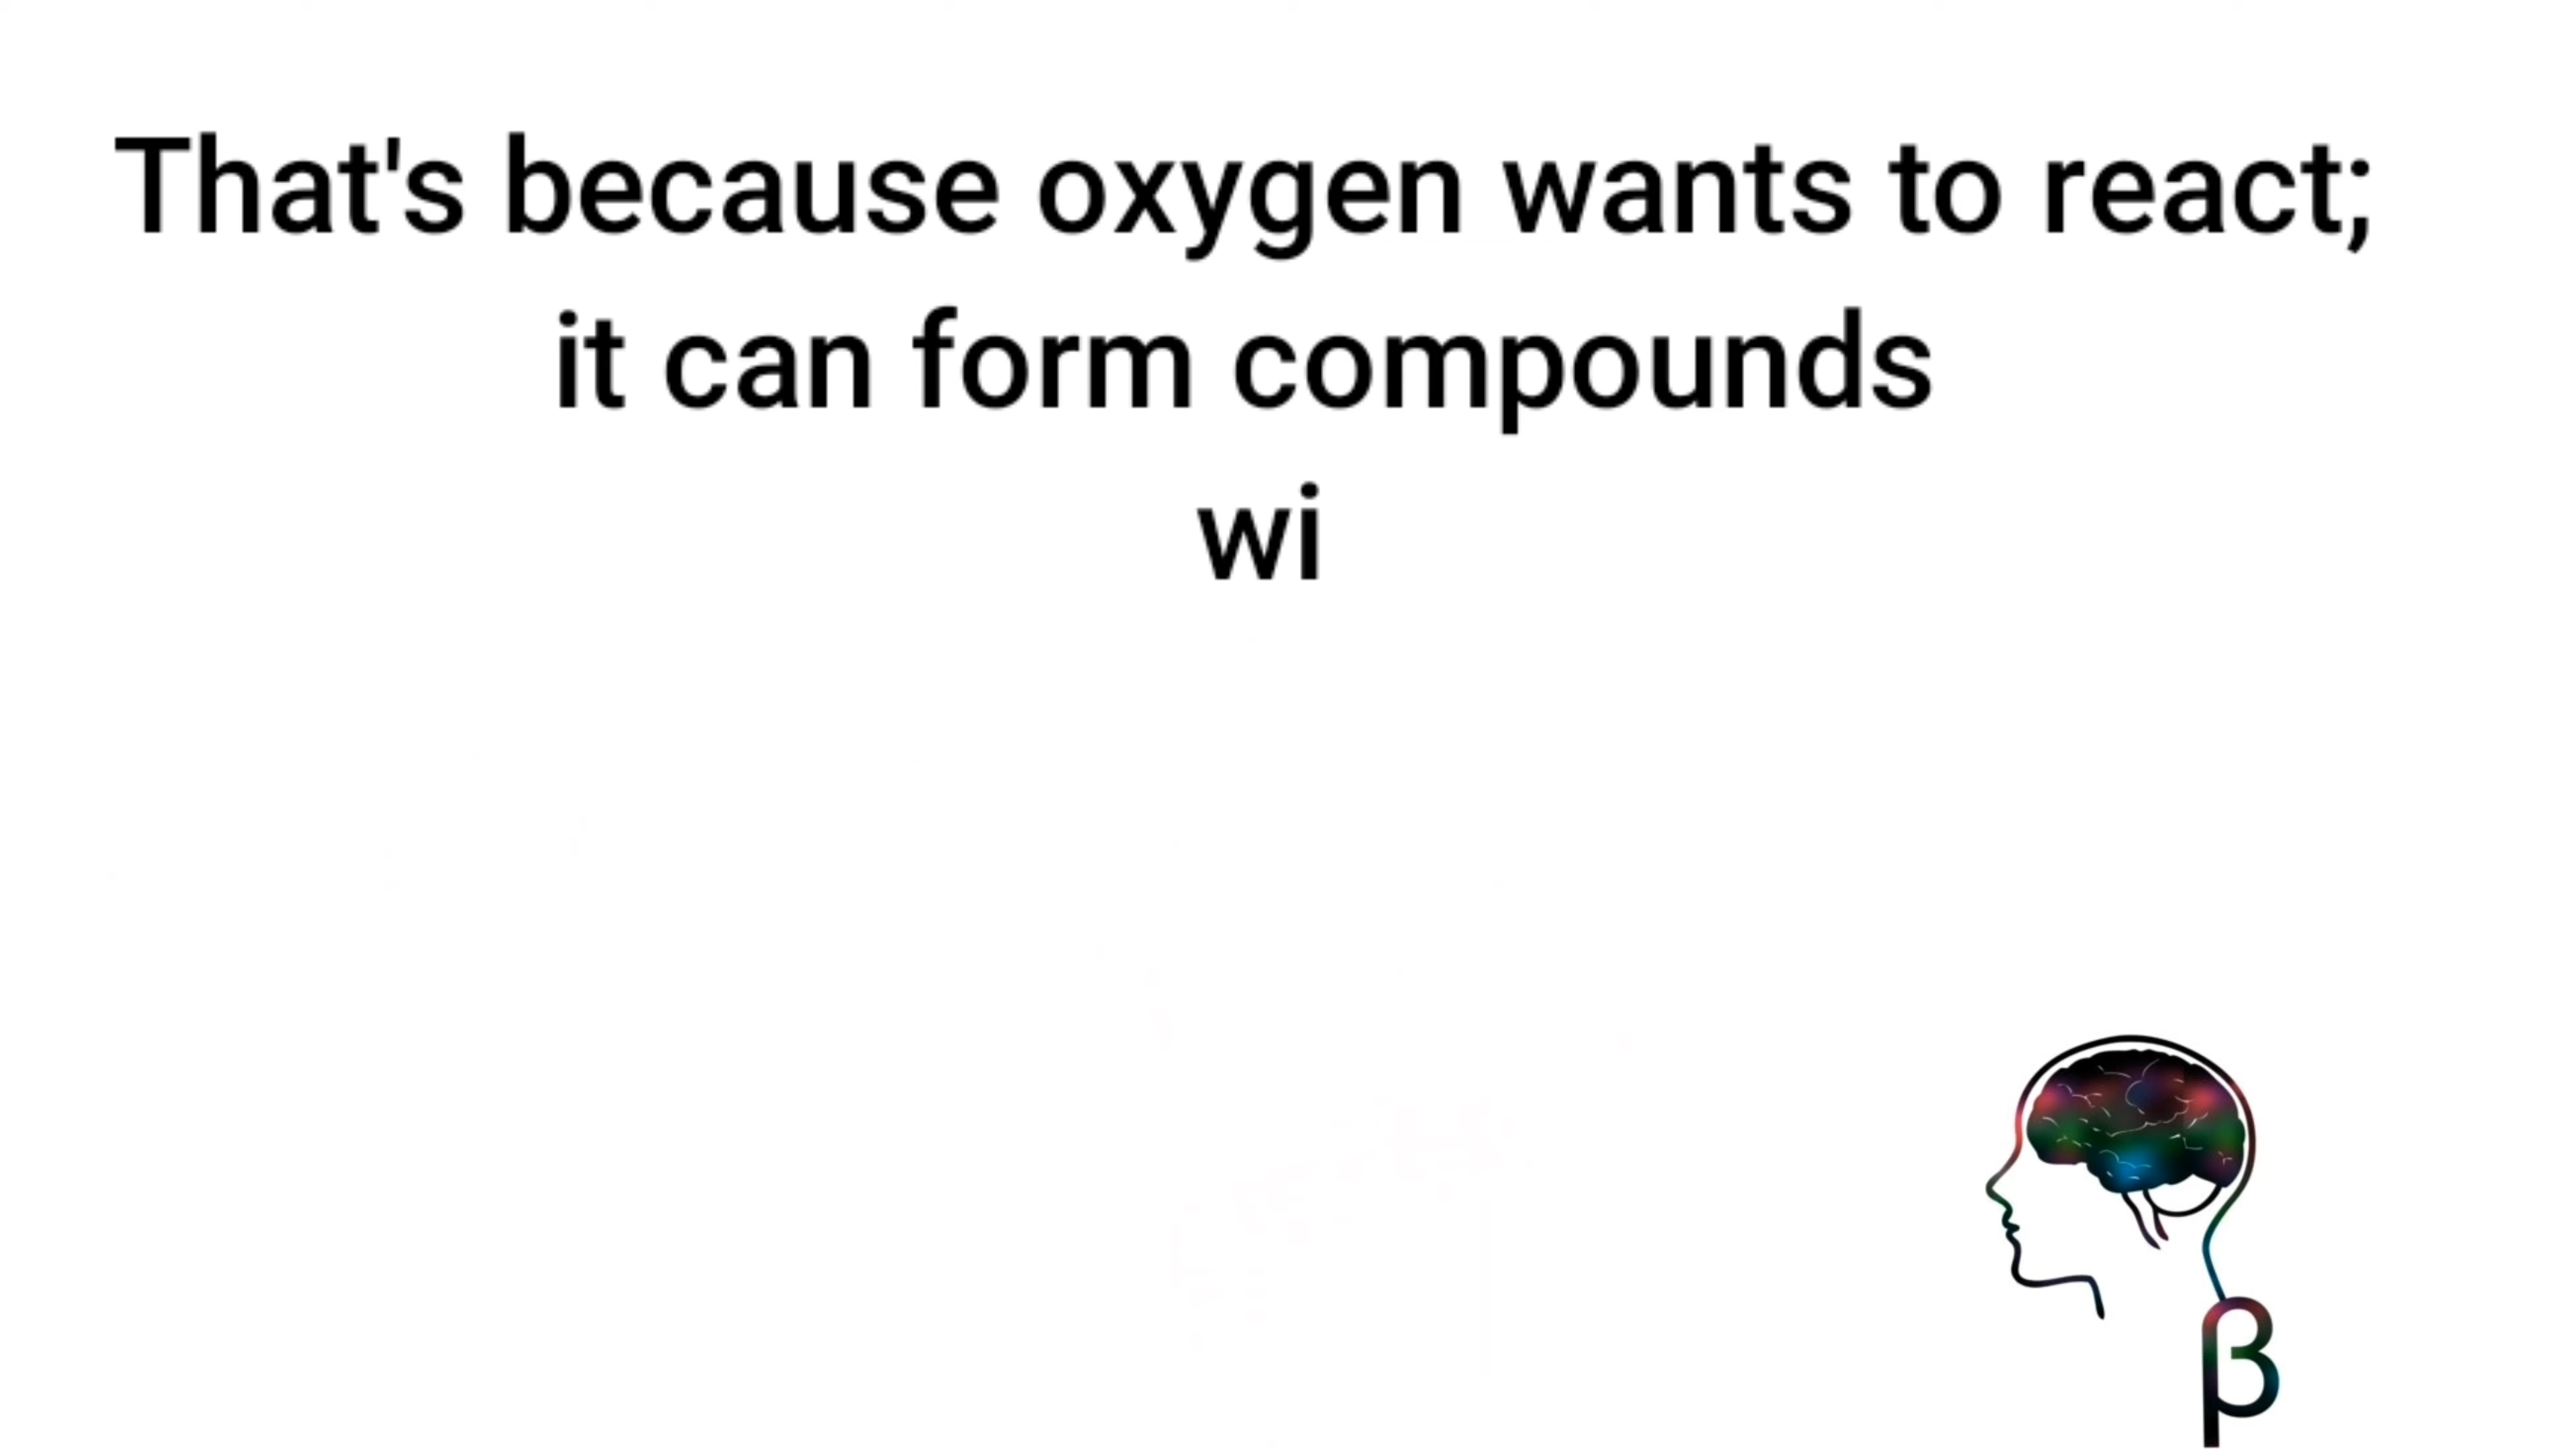 That's because oxygen wants to react;
it can form compounds
wi
β